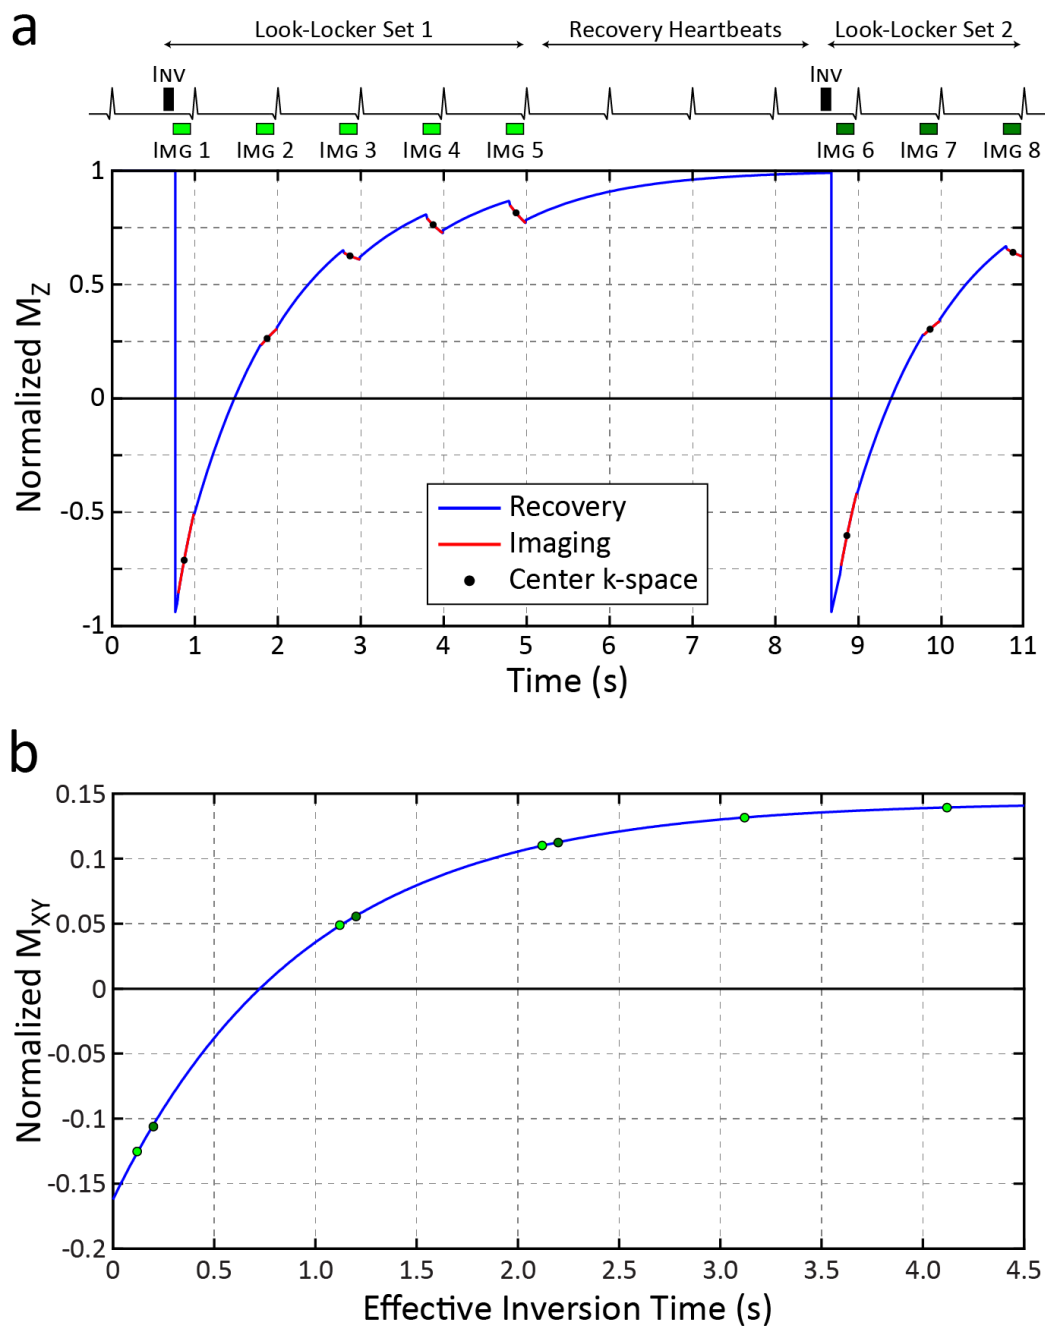 a
Look-Locker Set 1 Recovery Heartbeats Look-Locker Set 2
INV INV
IMG 1 IMG 2 IMG 3 IMG 4 IMG 5 IMG 6 IMG 7 IMG 8
1
0.5
0
-0.5
-1
Normalized MZ
Recovery
Imaging
Center k-space
0 1 2 3 4 5 6 7 8 9 10 11
Time (s)
b
0.15
0.1
0.05
0
-0.05
-0.1
-0.15
-0.2
Normalized MXY
0 0.5 1.0 1.5 2.0 2.5 3.0 3.5 4.0 4.5
Effective Inversion Time (s)